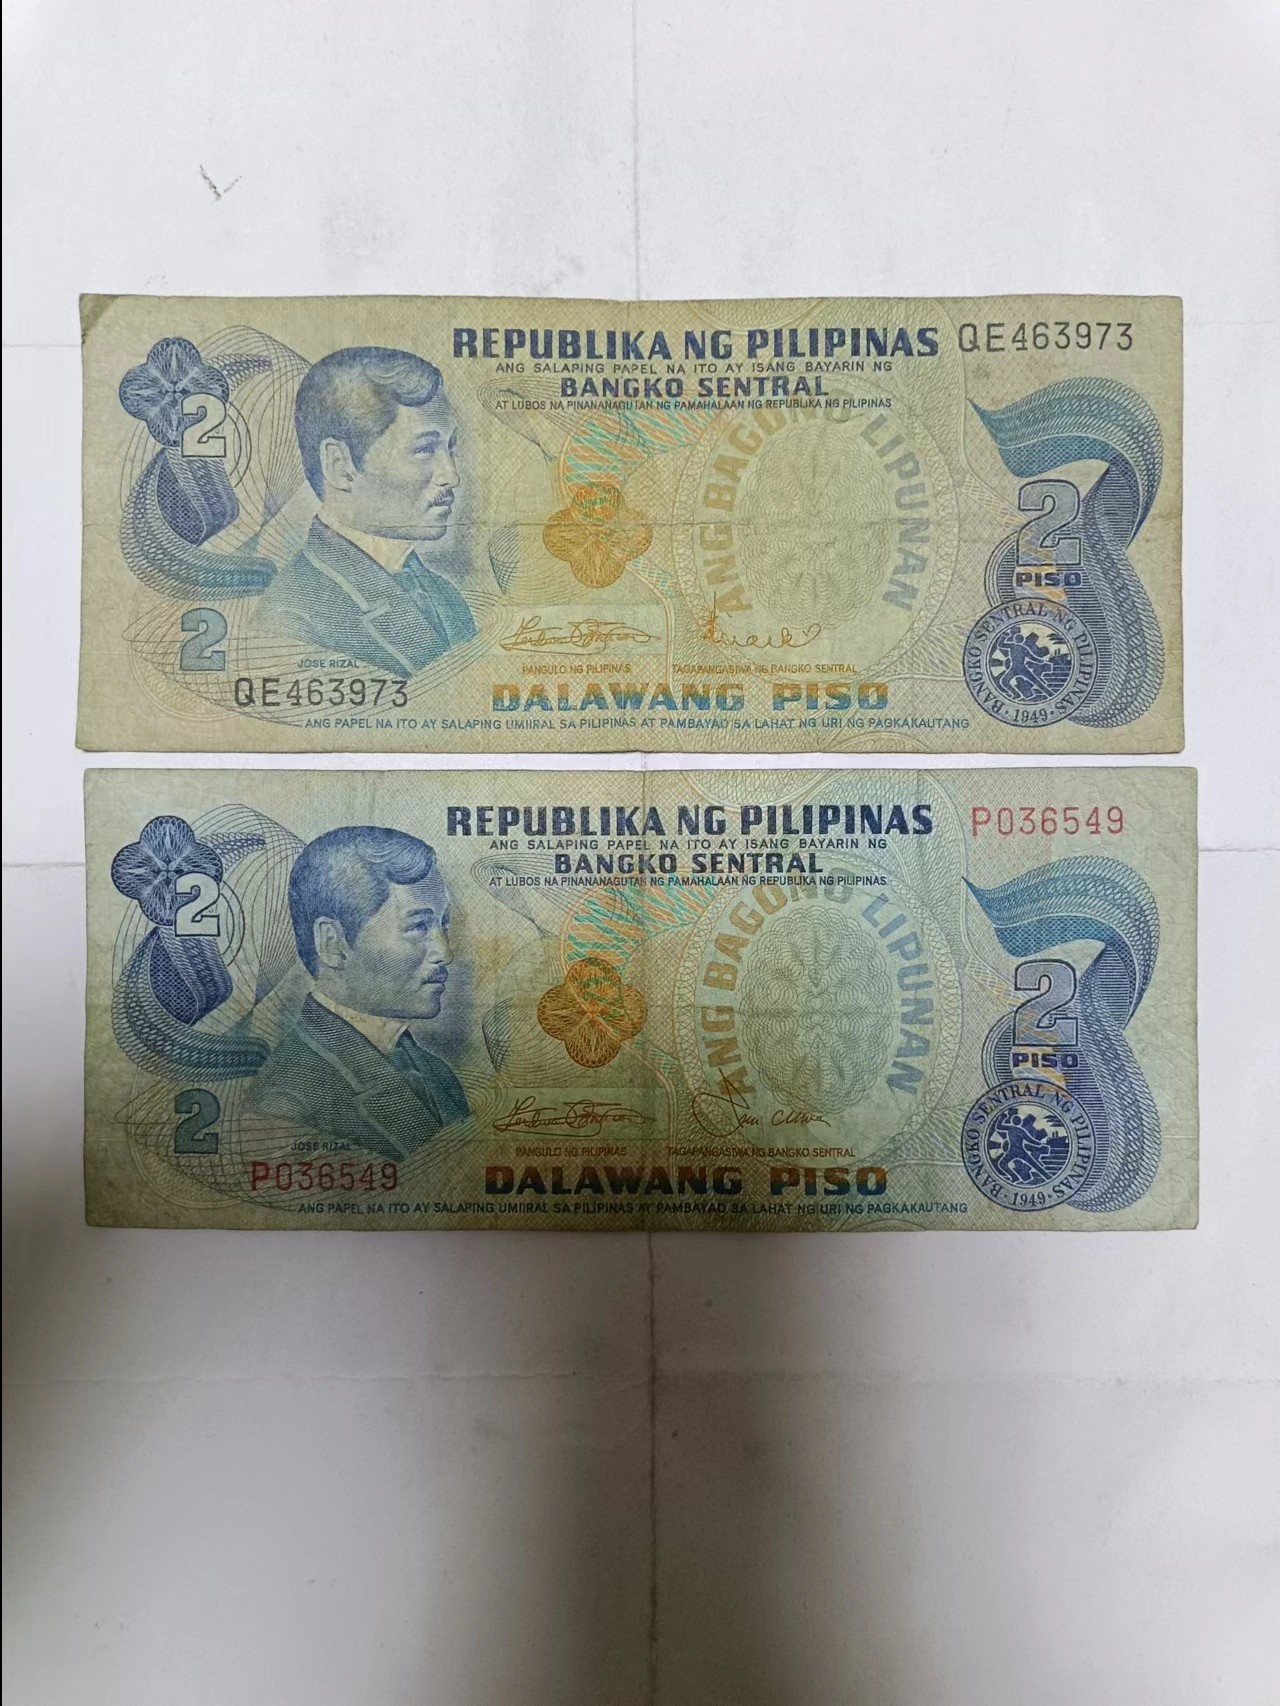 REPUBLIKA NG PILIPINAS QE463973
ANG SALAPING PAPEL NA ITO AY ISANG BAYARIN NG
BANGKO SENTRAL
AT LUBOS NA PINANANAGUTAN NG PAMAHALAAN NG REPUBLIKA NG PILIPINAS
2
ANG BAGONG LIPUNAN
2
PISO
BANGKO SENTRAL NG PILIPINAS
·1949·
2
JOSE RIZAL
PANGULO NG PILIPINAS TAGAPANGASIWA NG BANGKO SENTRAL
QE463973 DALAWANG PISO
ANG PAPEL NA ITO AY SALAPING UMIIRAL SA PILIPINAS AT PAMBAYAD SA LAHAT NG URI NG PAGKAKAUTANG
REPUBLIKA NG PILIPINAS P036549
ANG SALAPING PAPEL NA ITO AY ISANG BAYARIN NG
BANGKO SENTRAL
AT LUBOS NA PINANANAGUTAN NG PAMAHALAAN NG REPUBLIKA NG PILIPINAS
2
ANG BAGONG LIPUNAN
2
PISO
BANGKO SENTRAL NG PILIPINAS
·1949·
2
JOSE RIZAL
PANGULO NG PILIPINAS TAGAPANGASIWA NG BANGKO SENTRAL
P036549 DALAWANG PISO
ANG PAPEL NA ITO AY SALAPING UMIIRAL SA PILIPINAS AT PAMBAYAD SA LAHAT NG URI NG PAGKAKAUTANG